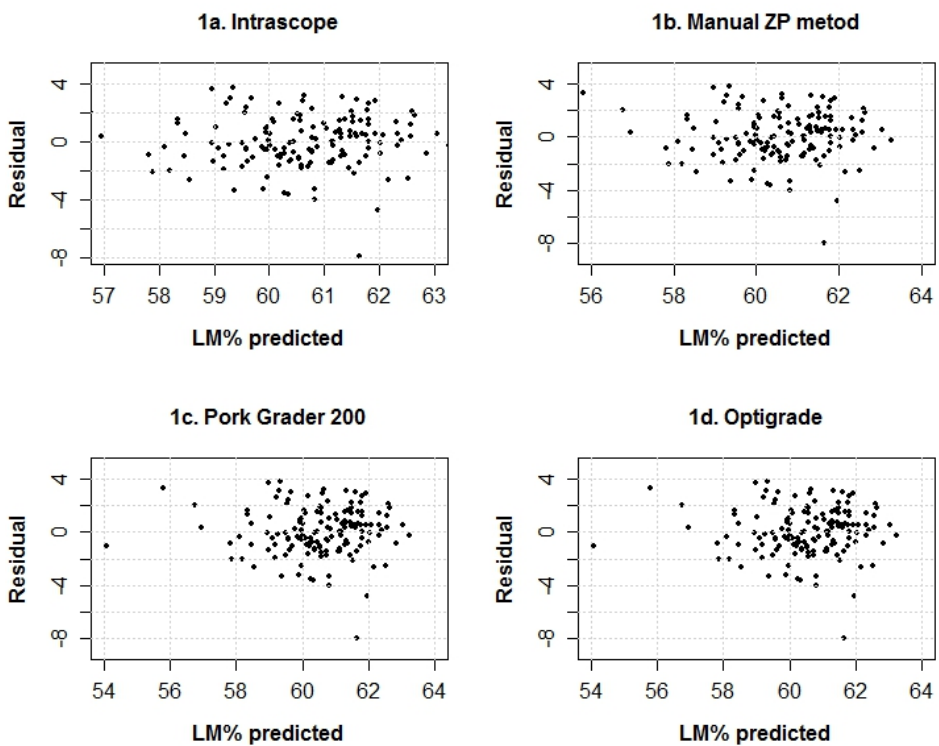 1a. Intrascope
4
0
-4
-8
Residual
57 58 59 60 61 62 63
LM% predicted
1b. Manual ZP metod
4
0
-4
-8
Residual
56 58 60 62 64
LM% predicted
1c. Pork Grader 200
4
0
-4
-8
Residual
54 56 58 60 62 64
LM% predicted
1d. Optigrade
4
0
-4
-8
Residual
54 56 58 60 62 64
LM% predicted